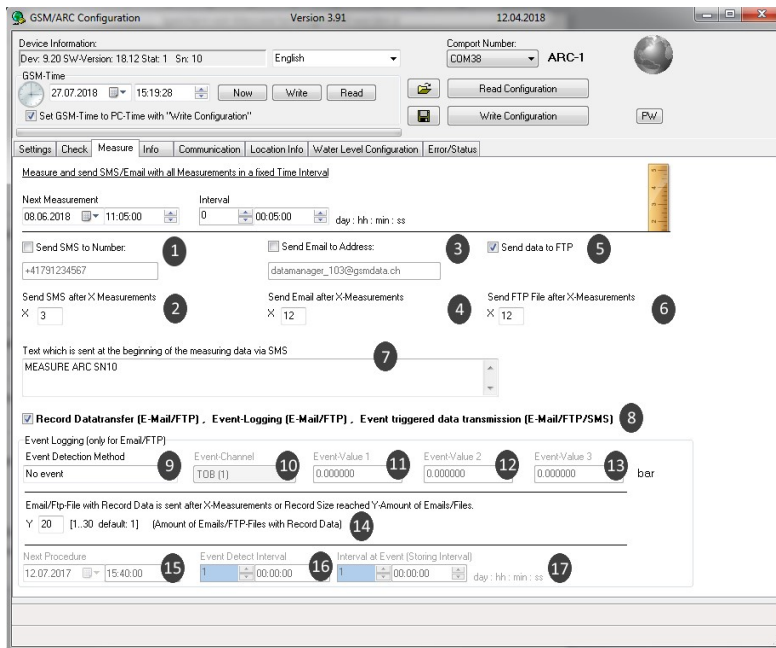 GSM/ARC Configuration Version 3.91 12.04.2018
Device Information: Comport Number:
Dev: 9.20 SW-Version: 18.12 Stat: 1 Sn: 10 English COM38 ARC-1
GSM-Time
27.07.2018 15:19:28 Now Write Read Read Configuration
Set GSM-Time to PC-Time with "Write Configuration" Write Configuration PW
Settings Check Measure Info Communication Location Info Water Level Configuration Error/Status
Measure and send SMS/Email with all Measurements in a fixed Time Interval
Next Measurement Interval
08.06.2018 11:05:00 0 00:05:00 day : hh : min : ss
Send SMS to Number: 1 Send Email to Address: 3 Send data to FTP 5
+41791234567 datamanager_103@gsmdata.ch
Send SMS after X Measurements 2 Send Email after X-Measurements 4 Send FTP File after X-Measurements 6
X 3 X 12 X 12
Text which is sent at the beginning of the measuring data via SMS 7
MEASURE ARC SN10
Record Datatransfer (E-Mail/FTP) , Event-Logging (E-Mail/FTP) , Event triggered data transmission (E-Mail/FTP/SMS) 8
Event Logging (only for Email/FTP)
Event Detection Method 9 Event-Channel 10 Event-Value 1 11 Event-Value 2 12 Event-Value 3 13
No event TOB (1) 0.000000 0.000000 0.000000 bar
Email/Ftp-File with Record Data is sent after X-Measurements or Record Size reached Y-Amount of Emails/Files.
Y 20 [1..30 default: 1] (Amount of Emails/FTP-Files with Record Data) 14
Next Procedure 15 Event Detect Interval 16 Interval at Event (Storing Interval) 17
12.07.2017 15:40:00 1 00:00:00 1 00:00:00 day : hh : min : ss